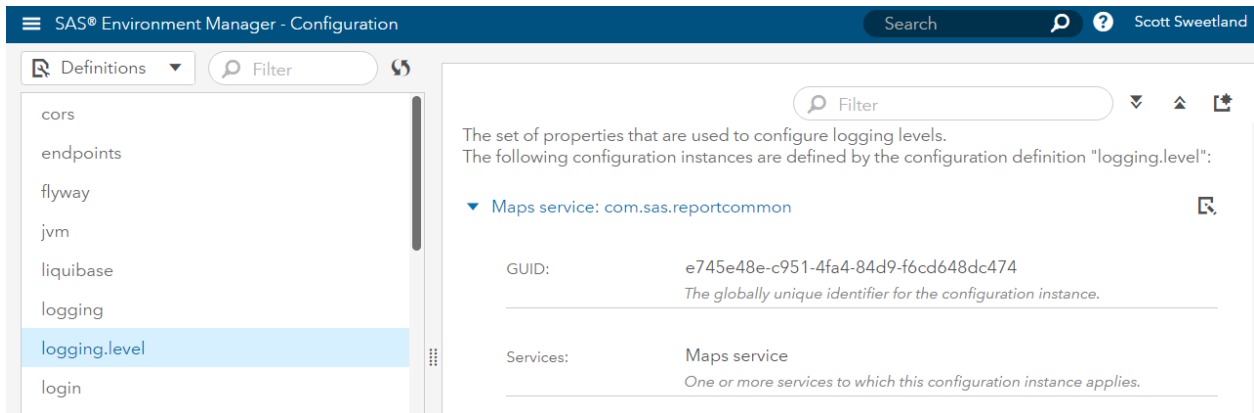 SAS® Environment Manager - Configuration
Search
Scott Sweetland
Definitions
Filter
cors
endpoints
flyway
jvm
liquibase
logging
logging.level
login
Filter
The set of properties that are used to configure logging levels.
The following configuration instances are defined by the configuration definition "logging.level":
Maps service: com.sas.reportcommon
GUID: e745e48e-c951-4fa4-84d9-f6cd648dc474
The globally unique identifier for the configuration instance.
Services: Maps service
One or more services to which this configuration instance applies.